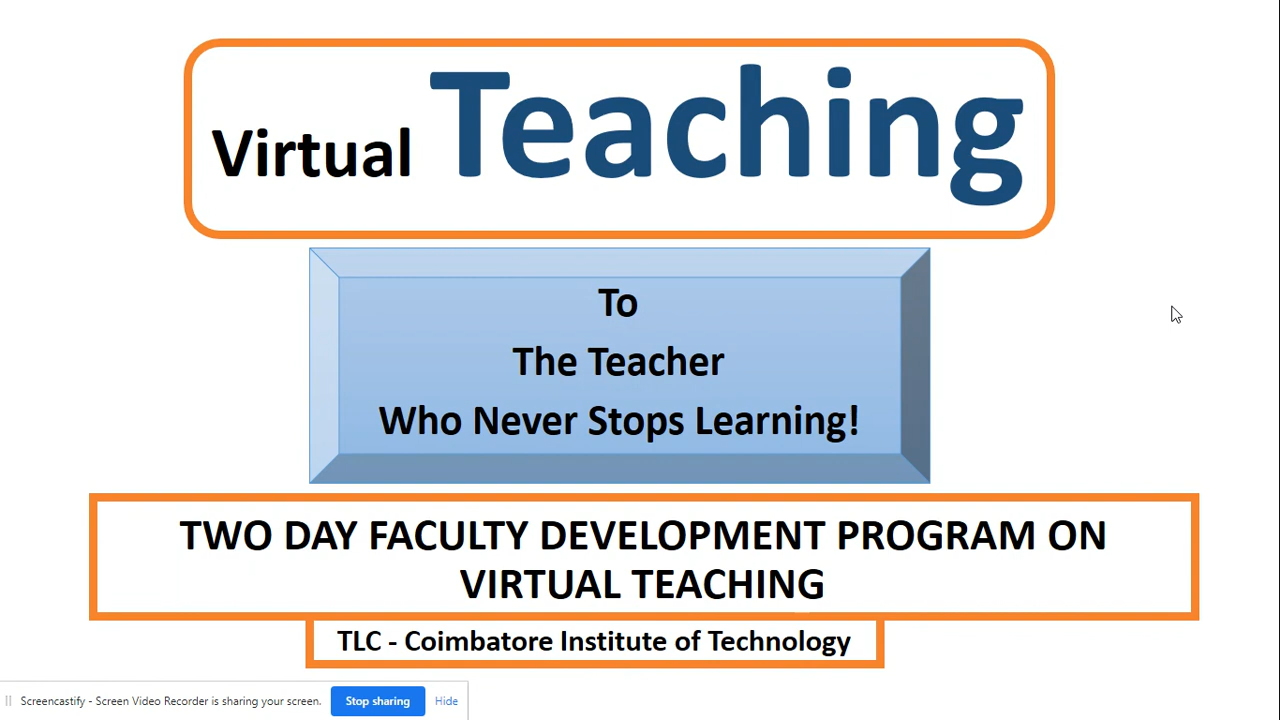 Virtual Teaching
To
The Teacher
Who Never Stops Learning!
TWO DAY FACULTY DEVELOPMENT PROGRAM ON
VIRTUAL TEACHING
TLC - Coimbatore Institute of Technology
Screencastify - Screen Video Recorder is sharing your screen. Stop sharing Hide